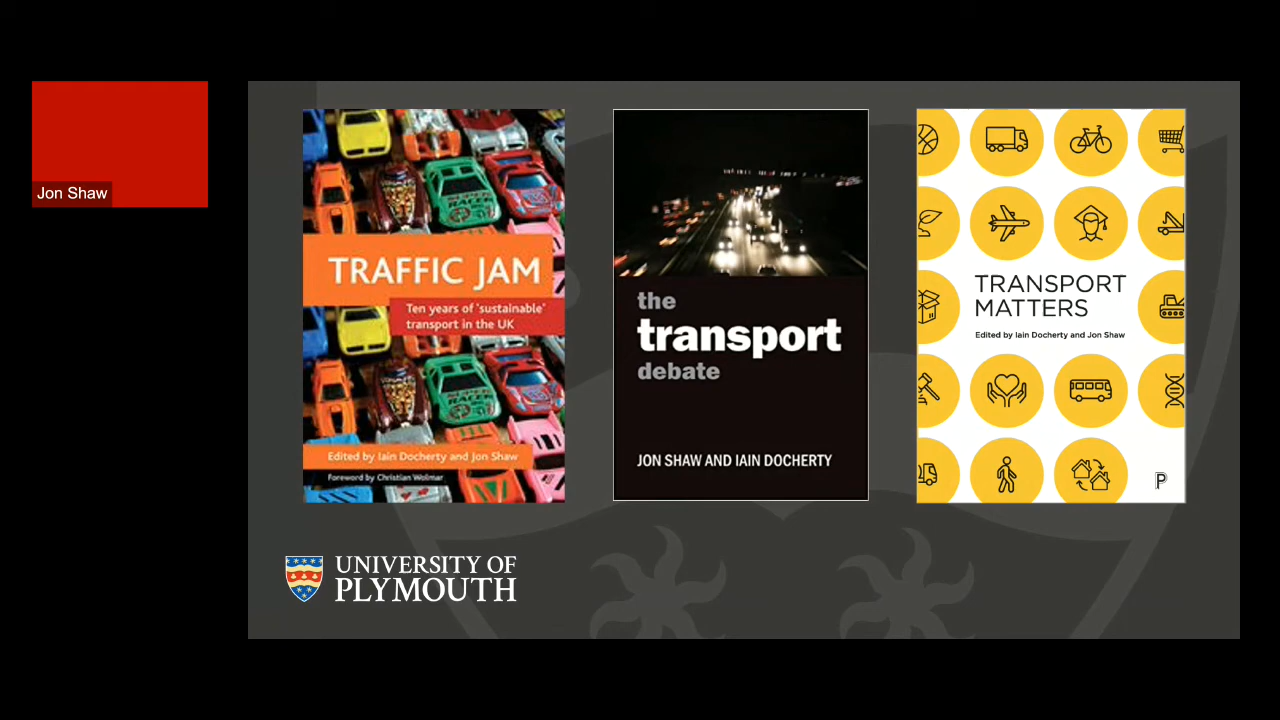 Jon Shaw
TRAFFIC JAM
Ten years of 'sustainable'
transport in the UK
Edited by Iain Docherty and Jon Shaw
Foreword by Christian Wolmar
the
transport
debate
JON SHAW AND IAIN DOCHERTY
TRANSPORT
MATTERS
Edited by Iain Docherty and Jon Shaw
P
UNIVERSITY OF
PLYMOUTH